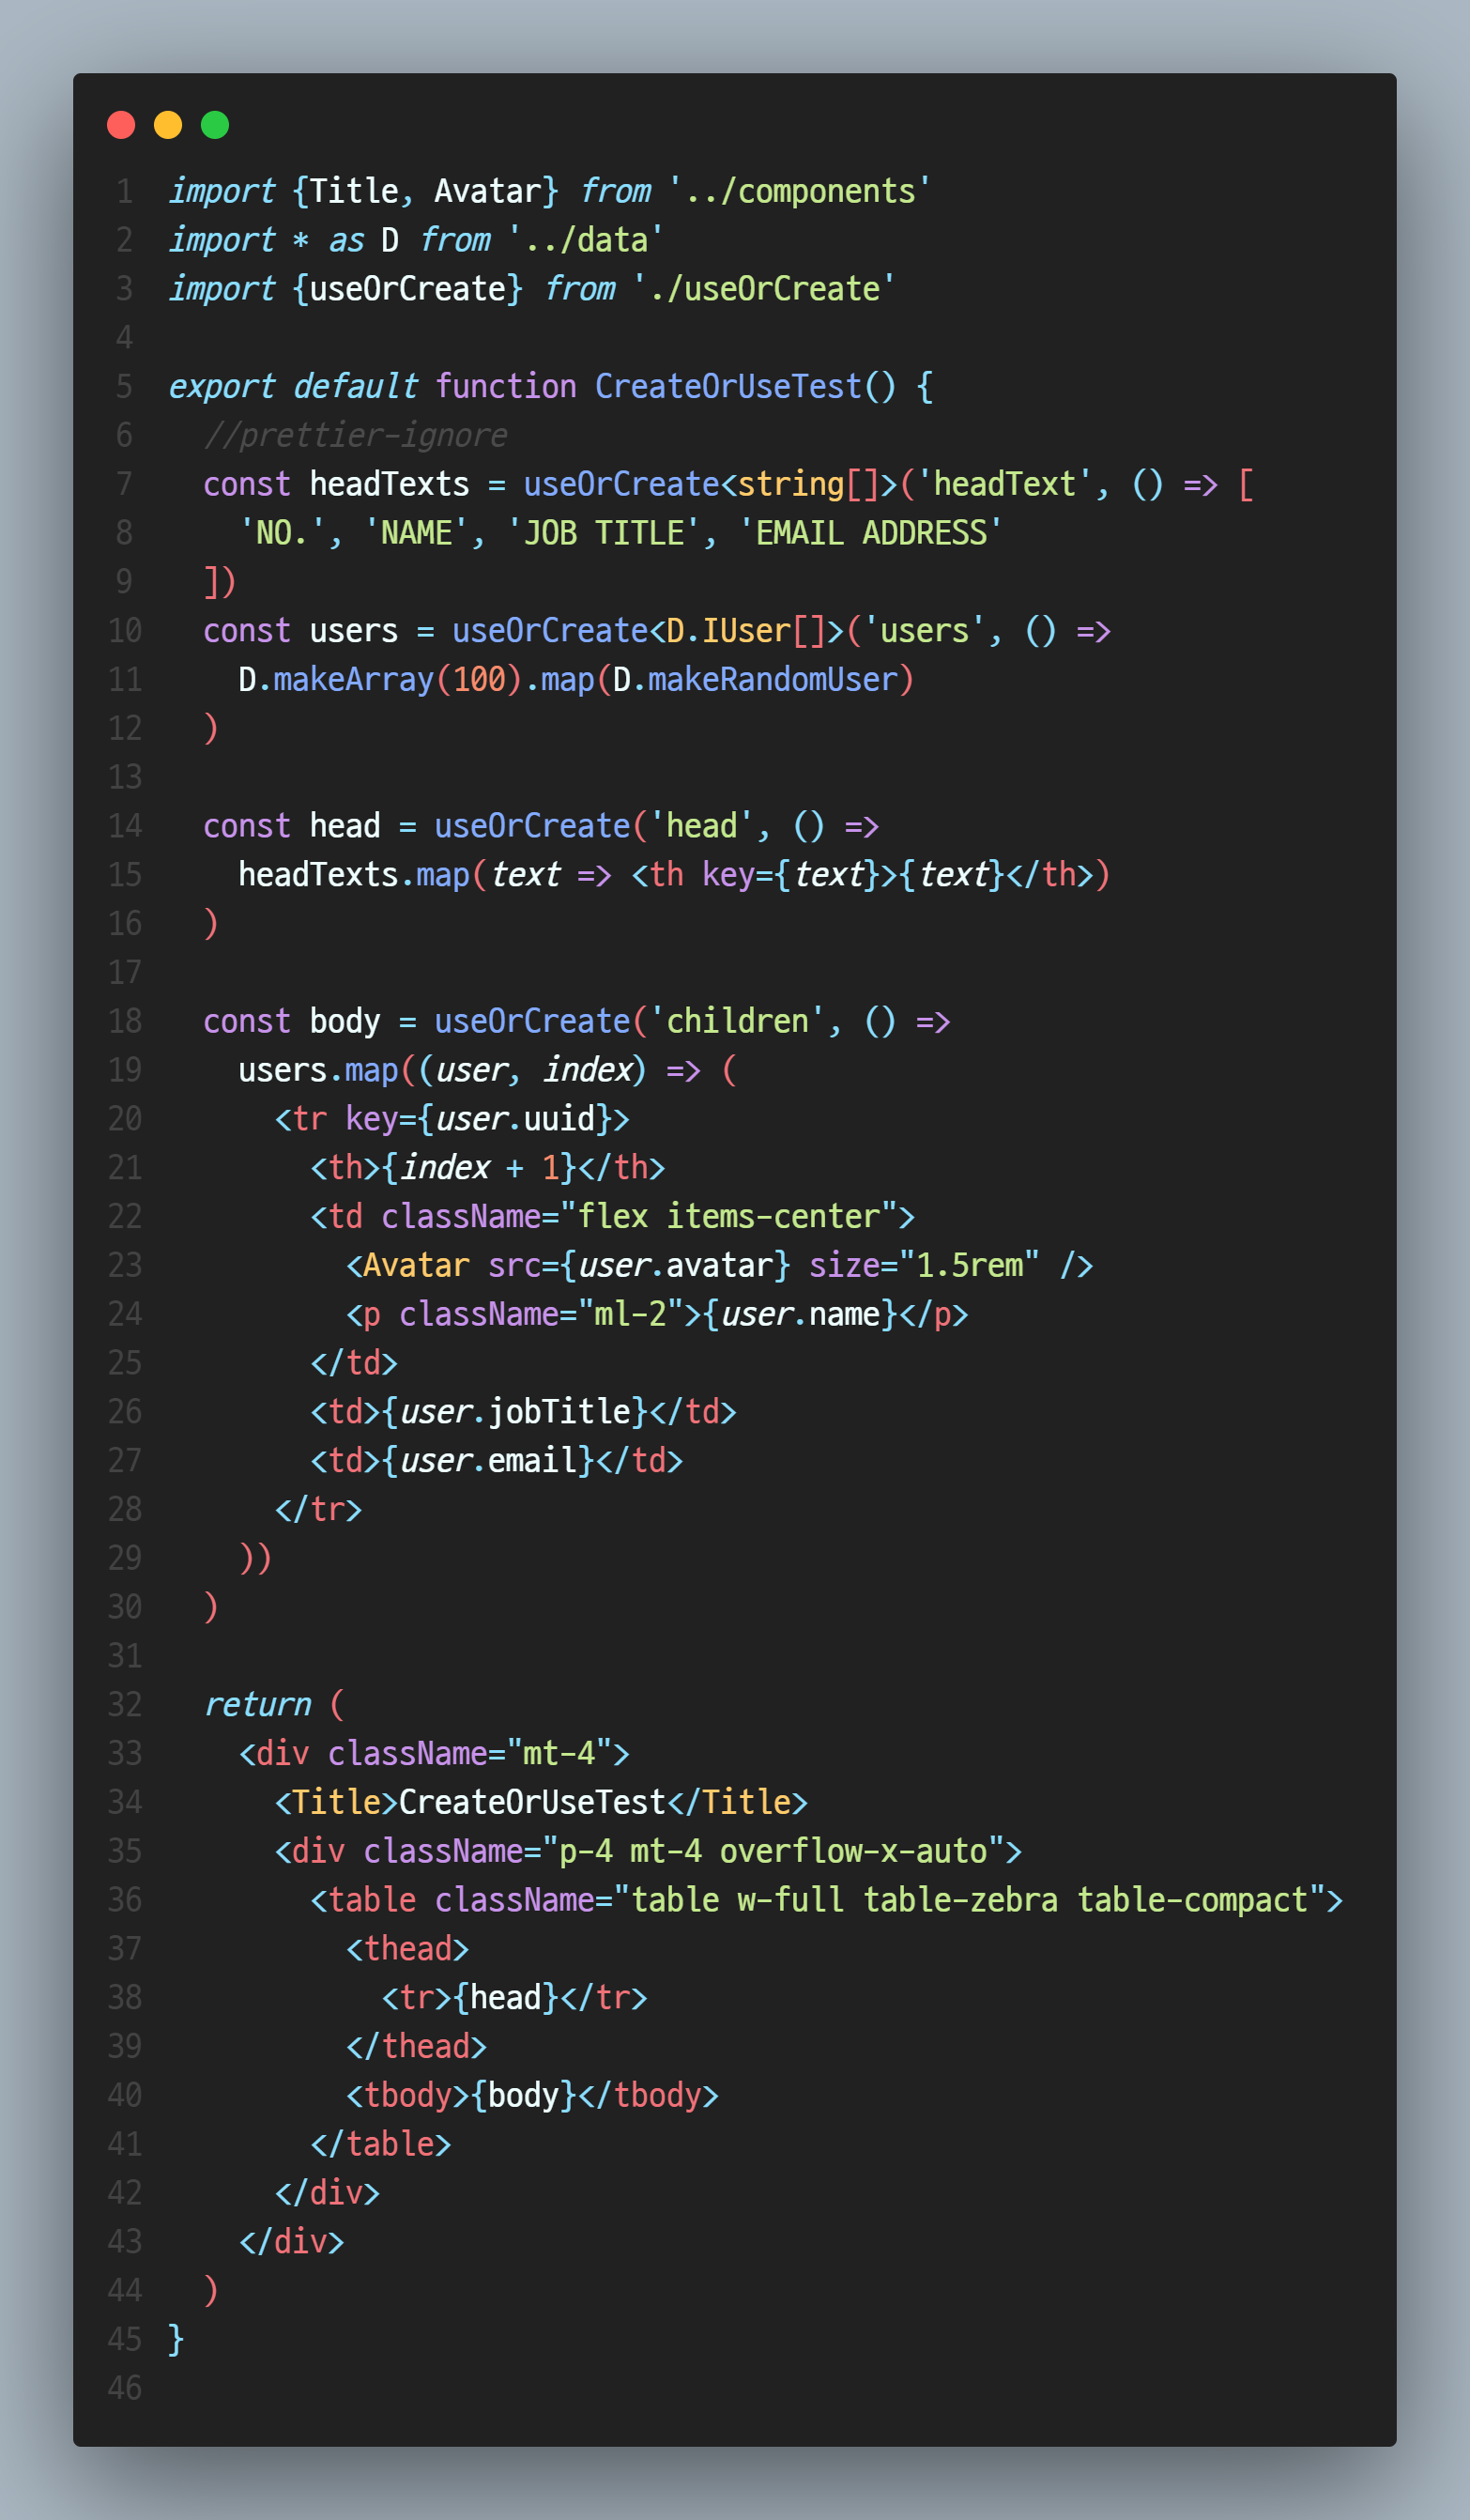 1 import {Title, Avatar} from '../components'
2 import * as D from '../data'
3 import {useOrCreate} from './useOrCreate'
4
5 export default function CreateOrUseTest() {
6   //prettier-ignore
7   const headTexts = useOrCreate<string[]>('headText', () => [
8     'NO.', 'NAME', 'JOB TITLE', 'EMAIL ADDRESS'
9   ])
10   const users = useOrCreate<D.IUser[]>('users', () =>
11     D.makeArray(100).map(D.makeRandomUser)
12   )
13
14   const head = useOrCreate('head', () =>
15     headTexts.map(text => <th key={text}>{text}</th>)
16   )
17
18   const body = useOrCreate('children', () =>
19     users.map((user, index) => (
20       <tr key={user.uuid}>
21         <th>{index + 1}</th>
22         <td className="flex items-center">
23           <Avatar src={user.avatar} size="1.5rem" />
24           <p className="ml-2">{user.name}</p>
25         </td>
26         <td>{user.jobTitle}</td>
27         <td>{user.email}</td>
28       </tr>
29     ))
30   )
31
32   return (
33     <div className="mt-4">
34       <Title>CreateOrUseTest</Title>
35       <div className="p-4 mt-4 overflow-x-auto">
36         <table className="table w-full table-zebra table-compact">
37           <thead>
38             <tr>{head}</tr>
39           </thead>
40           <tbody>{body}</tbody>
41         </table>
42       </div>
43     </div>
44   )
45 }
46